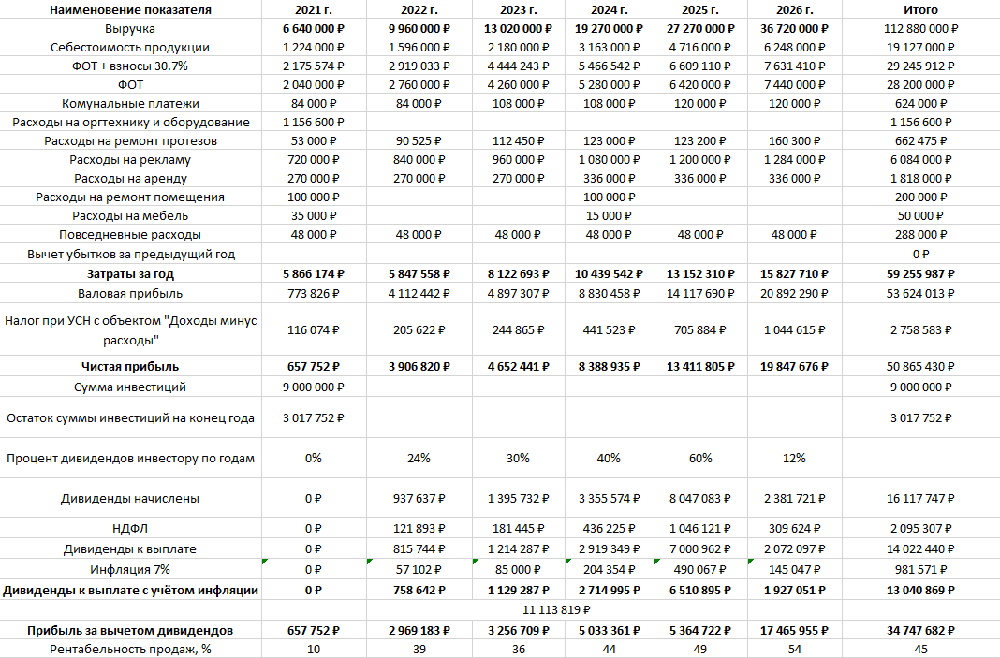 Наименовение показателя 2021 г. 2022 г. 2023 г. 2024 г. 2025 г. 2026 г. Итого
Выручка 6 640 000 ₽ 9 960 000 ₽ 13 020 000 ₽ 19 270 000 ₽ 27 270 000 ₽ 36 720 000 ₽ 112 880 000 ₽
Себестоимость продукции 1 224 000 ₽ 1 596 000 ₽ 2 180 000 ₽ 3 163 000 ₽ 4 716 000 ₽ 6 248 000 ₽ 19 127 000 ₽
ФОТ + взносы 30.7% 2 175 574 ₽ 2 919 033 ₽ 4 444 243 ₽ 5 466 542 ₽ 6 609 110 ₽ 7 631 410 ₽ 29 245 912 ₽
ФОТ 2 040 000 ₽ 2 760 000 ₽ 4 260 000 ₽ 5 280 000 ₽ 6 420 000 ₽ 7 440 000 ₽ 28 200 000 ₽
Комунальные платежи 84 000 ₽ 84 000 ₽ 108 000 ₽ 108 000 ₽ 120 000 ₽ 120 000 ₽ 624 000 ₽
Расходы на оргтехнику и оборудование 1 156 600 ₽ 1 156 600 ₽
Расходы на ремонт протезов 53 000 ₽ 90 525 ₽ 112 450 ₽ 123 000 ₽ 123 200 ₽ 160 300 ₽ 662 475 ₽
Расходы на рекламу 720 000 ₽ 840 000 ₽ 960 000 ₽ 1 080 000 ₽ 1 200 000 ₽ 1 284 000 ₽ 6 084 000 ₽
Расходы на аренду 270 000 ₽ 270 000 ₽ 270 000 ₽ 336 000 ₽ 336 000 ₽ 336 000 ₽ 1 818 000 ₽
Расходы на ремонт помещения 100 000 ₽ 100 000 ₽ 200 000 ₽
Расходы на мебель 35 000 ₽ 15 000 ₽ 50 000 ₽
Повседневные расходы 48 000 ₽ 48 000 ₽ 48 000 ₽ 48 000 ₽ 48 000 ₽ 48 000 ₽ 288 000 ₽
Вычет убытков за предыдущий год 0 ₽
Затраты за год 5 866 174 ₽ 5 847 558 ₽ 8 122 693 ₽ 10 439 542 ₽ 13 152 310 ₽ 15 827 710 ₽ 59 255 987 ₽
Валовая прибыль 773 826 ₽ 4 112 442 ₽ 4 897 307 ₽ 8 830 458 ₽ 14 117 690 ₽ 20 892 290 ₽ 53 624 013 ₽
Налог при УСН с объектом "Доходы минус
расходы" 116 074 ₽ 205 622 ₽ 244 865 ₽ 441 523 ₽ 705 884 ₽ 1 044 615 ₽ 2 758 583 ₽
Чистая прибыль 657 752 ₽ 3 906 820 ₽ 4 652 441 ₽ 8 388 935 ₽ 13 411 805 ₽ 19 847 676 ₽ 50 865 430 ₽
Сумма инвестиций 9 000 000 ₽ 9 000 000 ₽
Остаток суммы инвестиций на конец года 3 017 752 ₽ 3 017 752 ₽
Процент дивидендов инвестору по годам 0% 24% 30% 40% 60% 12%
Дивиденды начислены 0 ₽ 937 637 ₽ 1 395 732 ₽ 3 355 574 ₽ 8 047 083 ₽ 2 381 721 ₽ 16 117 747 ₽
НДФЛ 0 ₽ 121 893 ₽ 181 445 ₽ 436 225 ₽ 1 046 121 ₽ 309 624 ₽ 2 095 307 ₽
Дивиденды к выплате 0 ₽ 815 744 ₽ 1 214 287 ₽ 2 919 349 ₽ 7 000 962 ₽ 2 072 097 ₽ 14 022 440 ₽
Инфляция 7% 0 ₽ 57 102 ₽ 85 000 ₽ 204 354 ₽ 490 067 ₽ 145 047 ₽ 981 571 ₽
Дивиденды к выплате с учётом инфляции 0 ₽ 758 642 ₽ 1 129 287 ₽ 2 714 995 ₽ 6 510 895 ₽ 1 927 051 ₽ 13 040 869 ₽
11 113 819 ₽
Прибыль за вычетом дивидендов 657 752 ₽ 2 969 183 ₽ 3 256 709 ₽ 5 033 361 ₽ 5 364 722 ₽ 17 465 955 ₽ 34 747 682 ₽
Рентабельность продаж, % 10 39 36 44 49 54 45